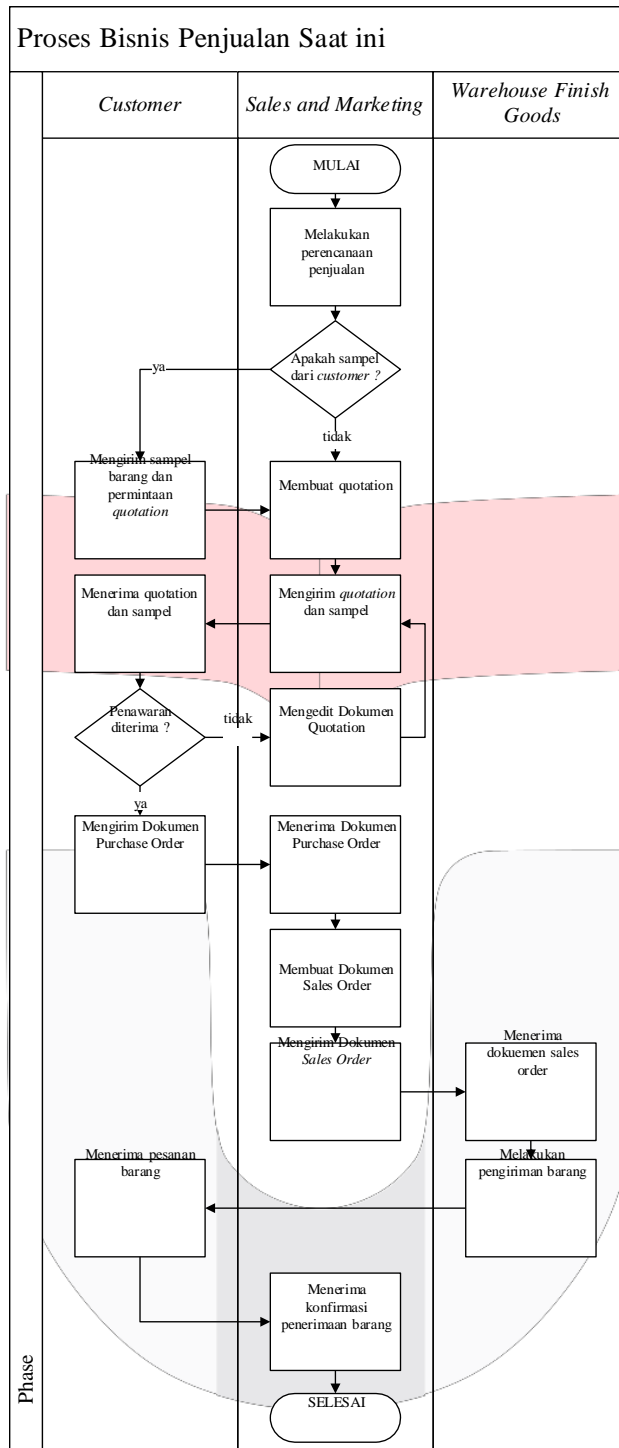 Proses Bisnis Penjualan Saat ini
Customer
Sales and Marketing
Warehouse Finish
Goods
MULAI
Melakukan
perencanaan
penjualan
Apakah sampel
dari customer ?
ya
tidak
Mengirim sampel
barang dan
permintaan
quotation
Membuat quotation
Menerima quotation
dan sampel
Mengirim quotation
dan sampel
Penawaran
diterima ?
tidak
Mengedit Dokumen
Quotation
ya
Mengirim Dokumen
Purchase Order
Menerima Dokumen
Purchase Order
Membuat Dokumen
Sales Order
Mengirim Dokumen
Sales Order
Menerima
dokuemen sales
order
Menerima pesanan
barang
Melakukan
pengiriman barang
Menerima
konfirmasi
penerimaan barang
SELESAI
Phase